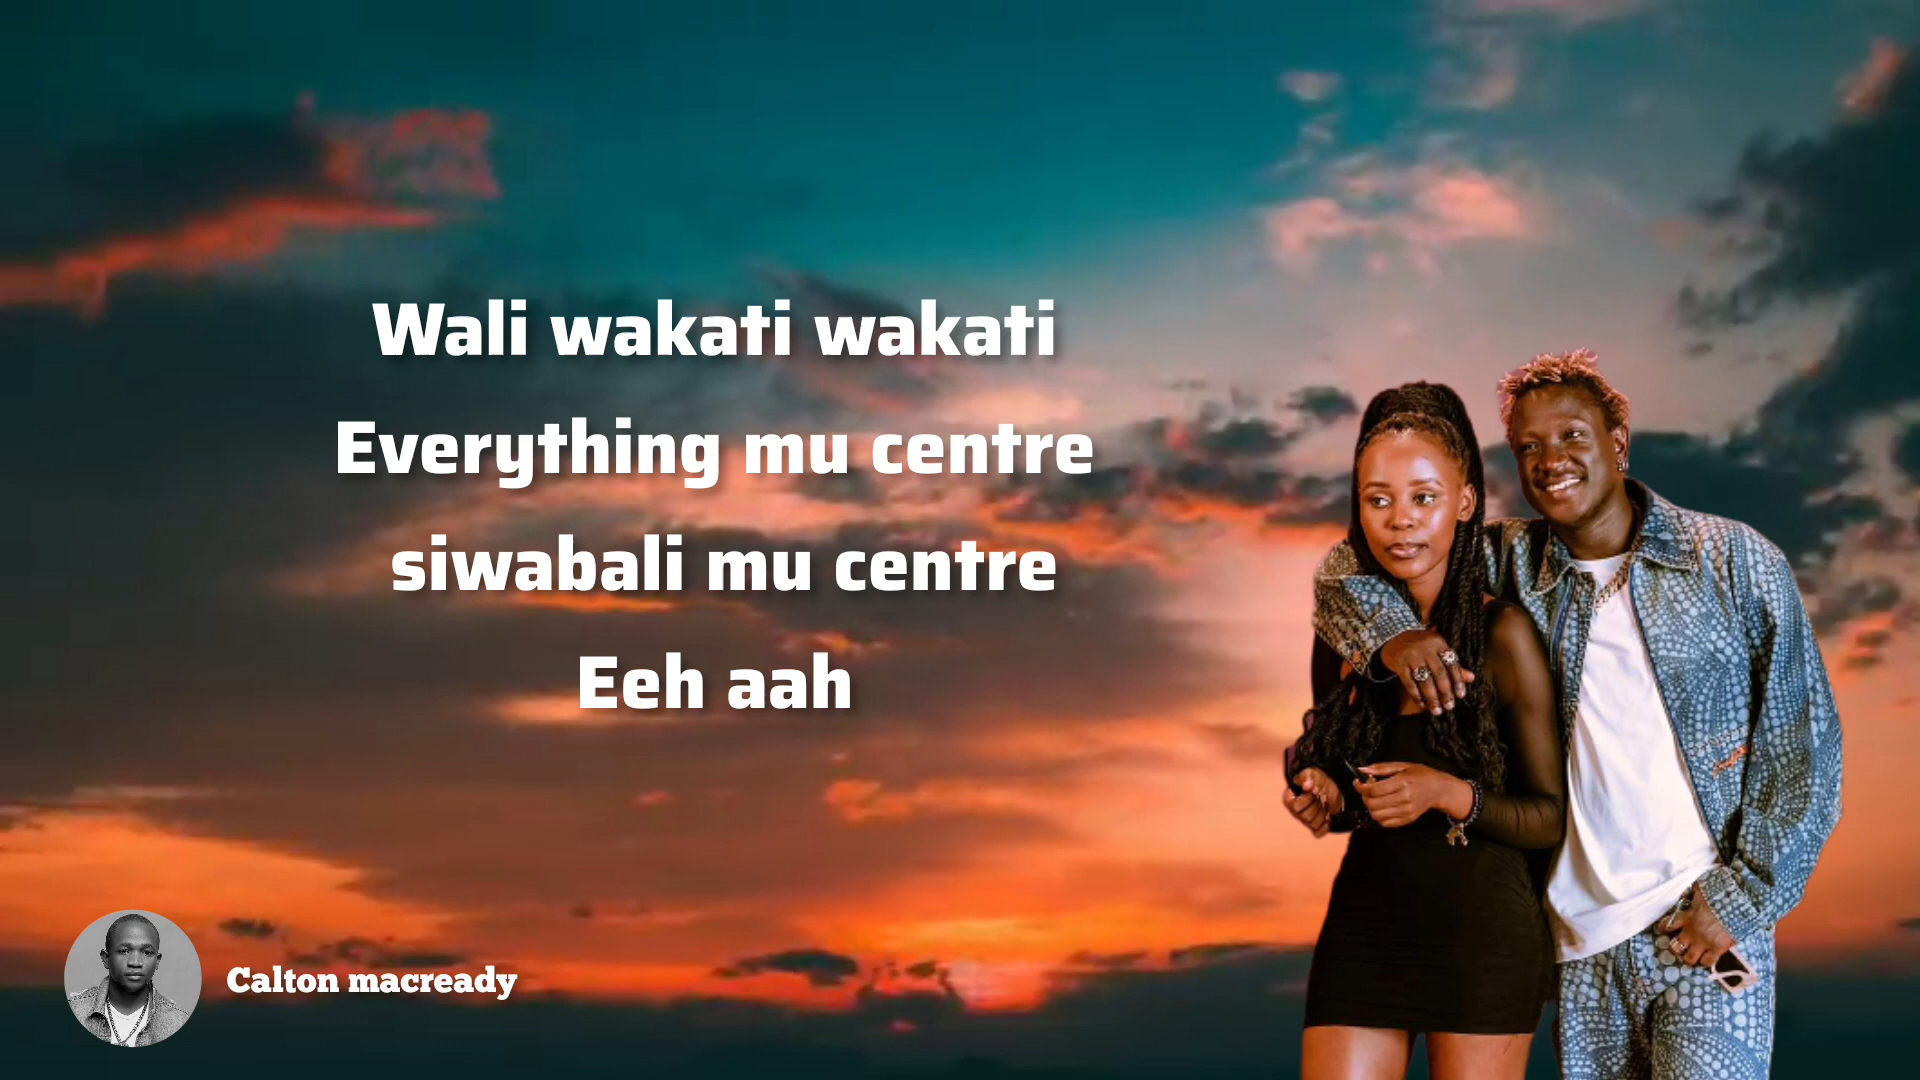 Wali wakati wakati
Everything mu centre
siwabali mu centre
Eeh aah
Calton macready